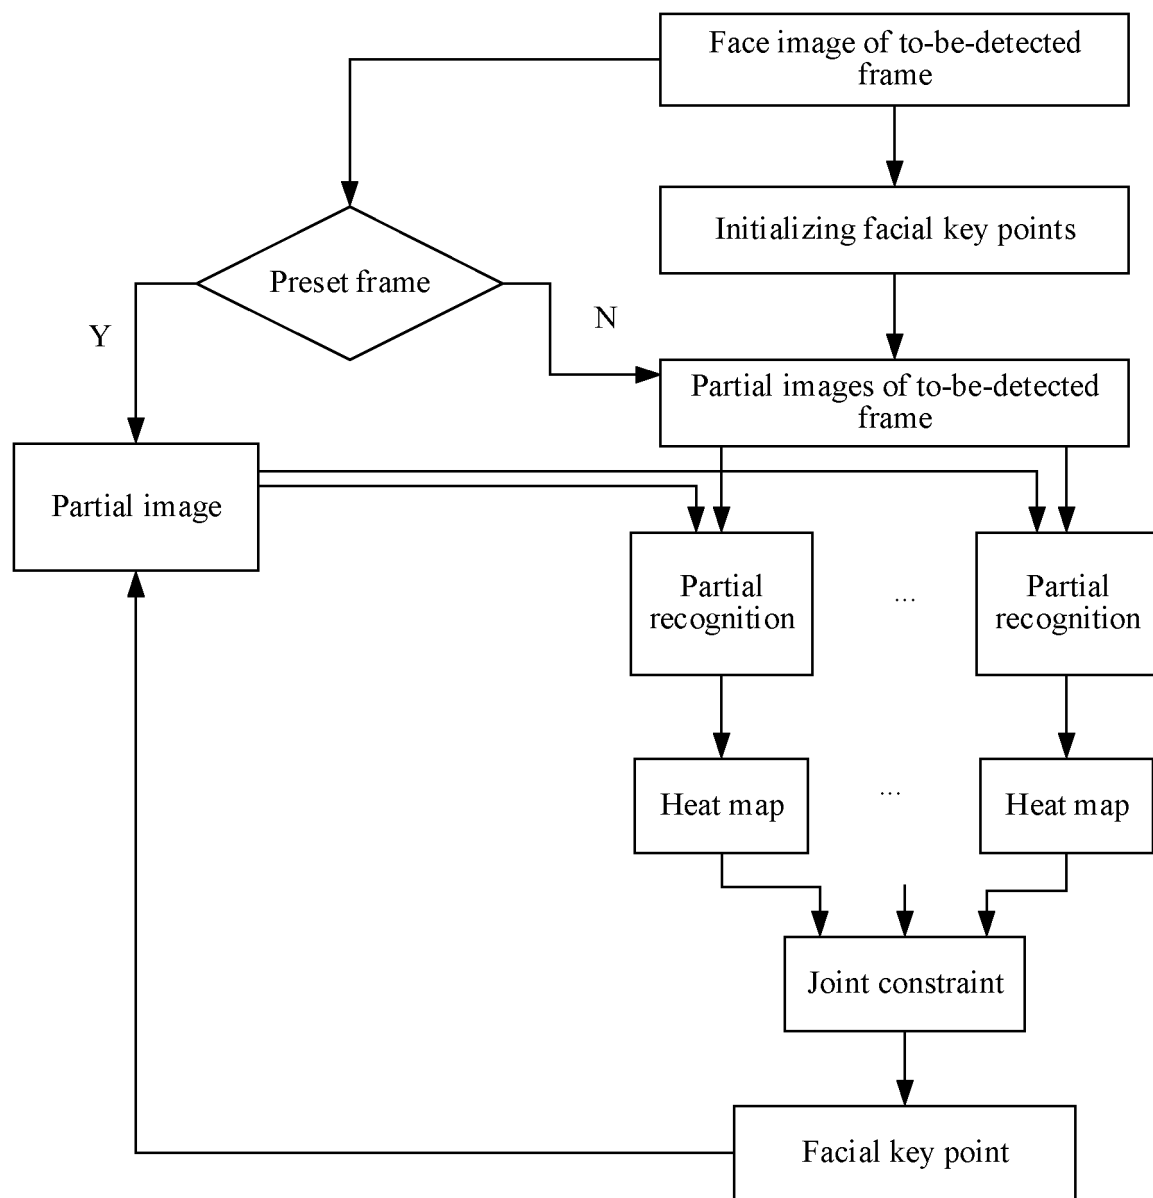 Face image of to-be-detected
frame
Initializing facial key points
Preset frame
Y
N
Partial images of to-be-detected
frame
Partial image
Partial
recognition
...
Partial
recognition
Heat map
...
Heat map
Joint constraint
Facial key point